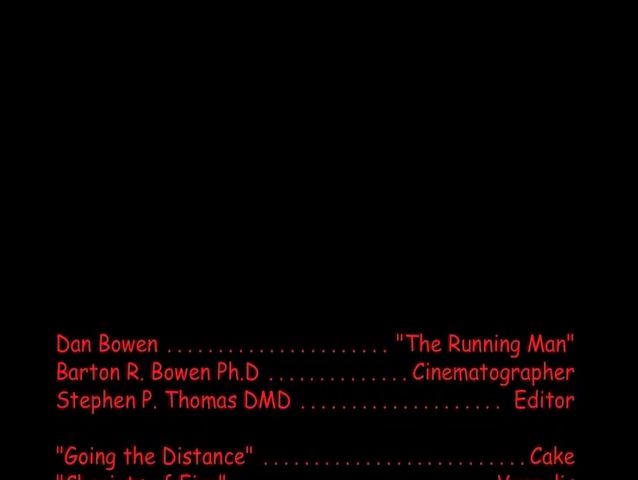 Dan Bowen ...................... "The Running Man"
Barton R. Bowen Ph.D .............. Cinematographer
Stephen P. Thomas DMD .................... Editor
"Going the Distance" .......................... Cake